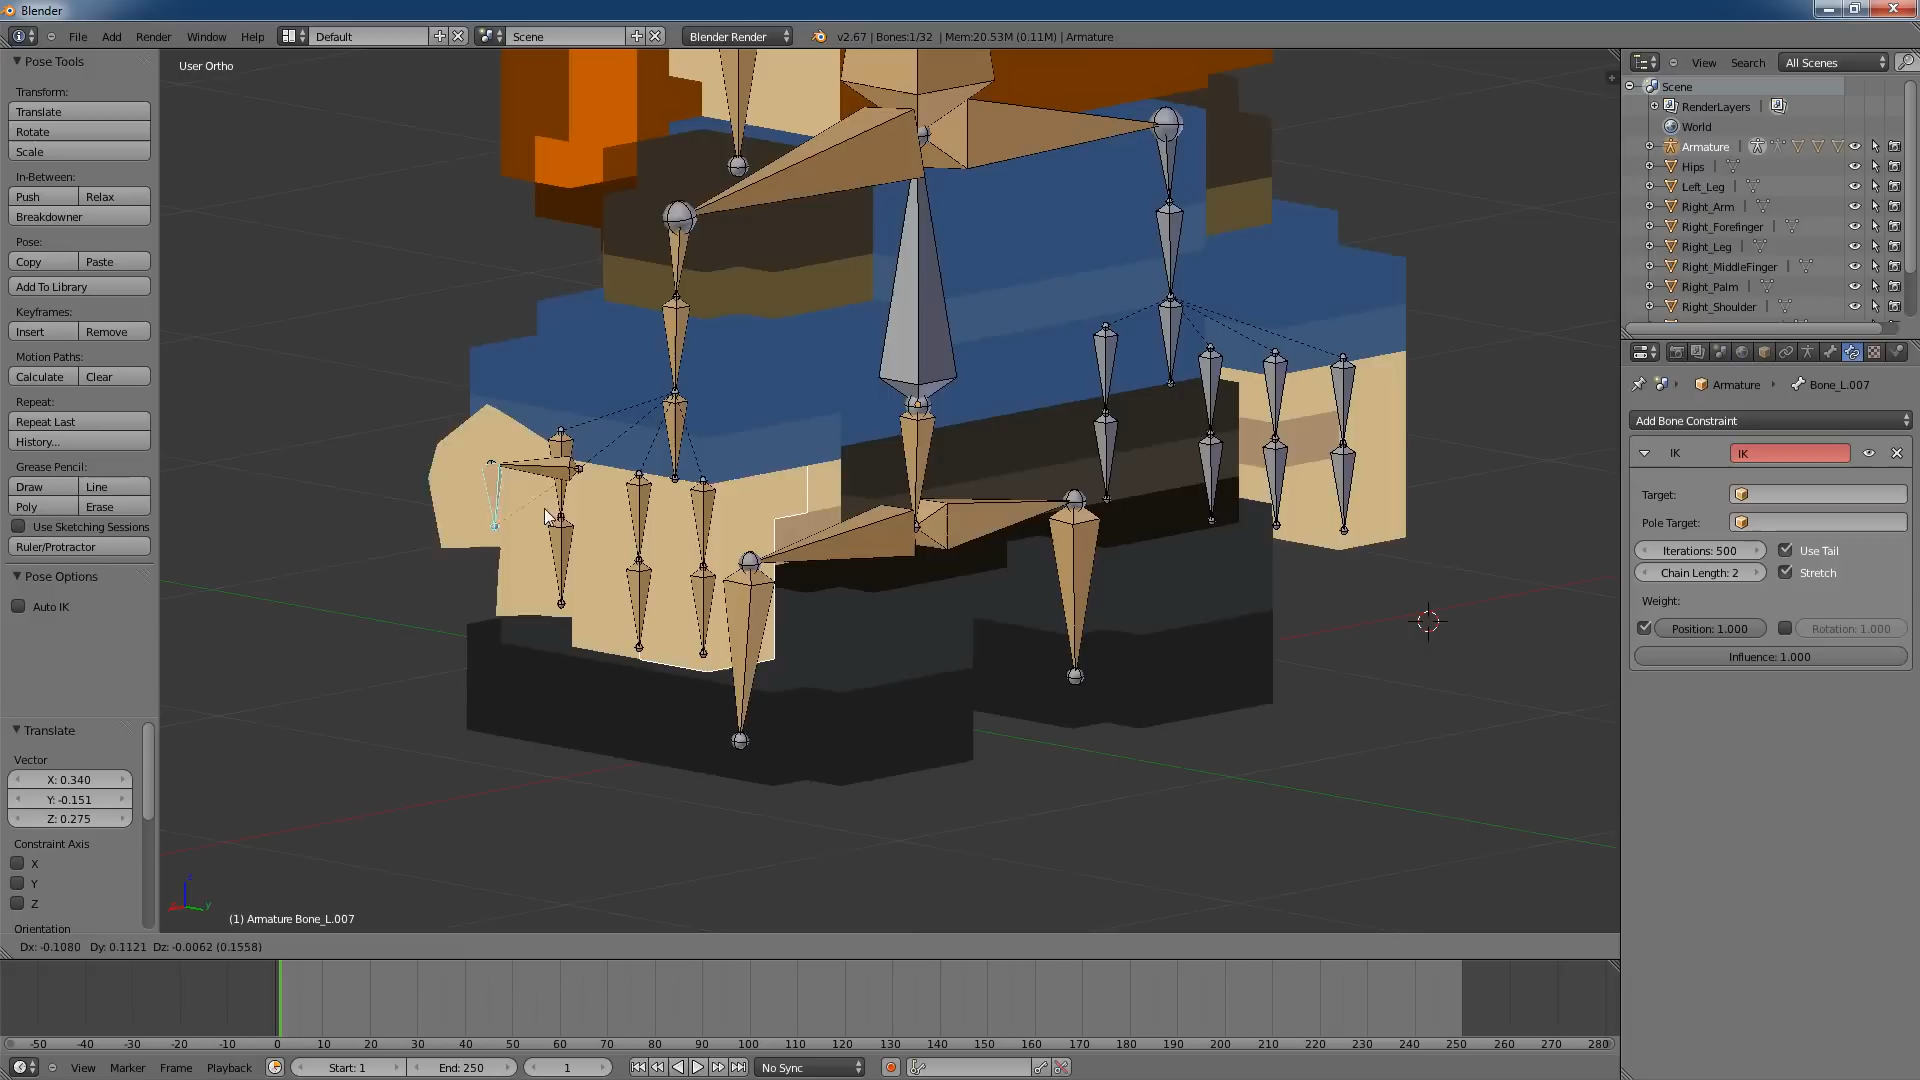 Blender
File Add Render Window Help Default Scene Blender Render v2.67 | Bones:1/32 | Mem:20.53M (0.11M) | Armature
Pose Tools
Transform:
Translate
Rotate
Scale
In-Between:
Push Relax
Breakdowner
Pose:
Copy Paste
Add To Library
Keyframes:
Insert Remove
Motion Paths:
Calculate Clear
Repeat:
Repeat Last
History...
Grease Pencil:
Draw Line
Poly Erase
Use Sketching Sessions
Ruler/Protractor
Pose Options
Auto IK
Translate
Vector
X: 0.340
Y: -0.151
Z: 0.275
Constraint Axis
X
Y
Z
Orientation
User Ortho
z
x y
(1) Armature Bone_L.007
Dx: -0.1080 Dy: 0.1121 Dz: -0.0062 (0.1558)
View Search All Scenes
Scene
RenderLayers |
World
Armature |
Hips |
Left_Leg |
Right_Arm |
Right_Forefinger |
Right_Leg |
Right_MiddleFinger |
Right_Palm |
Right_Shoulder |
Armature Bone_L.007
Add Bone Constraint
IK IK
Target:
Pole Target:
Iterations: 500 Use Tail
Chain Length: 2 Stretch
Weight:
Position: 1.000 Rotation: 1.000
Influence: 1.000
-50 -40 -30 -20 -10 0 10 20 30 40 50 60 70 80 90 100 110 120 130 140 150 160 170 180 190 200 210 220 230 240 250 260 270 280
View Marker Frame Playback Start: 1 End: 250 1 No Sync